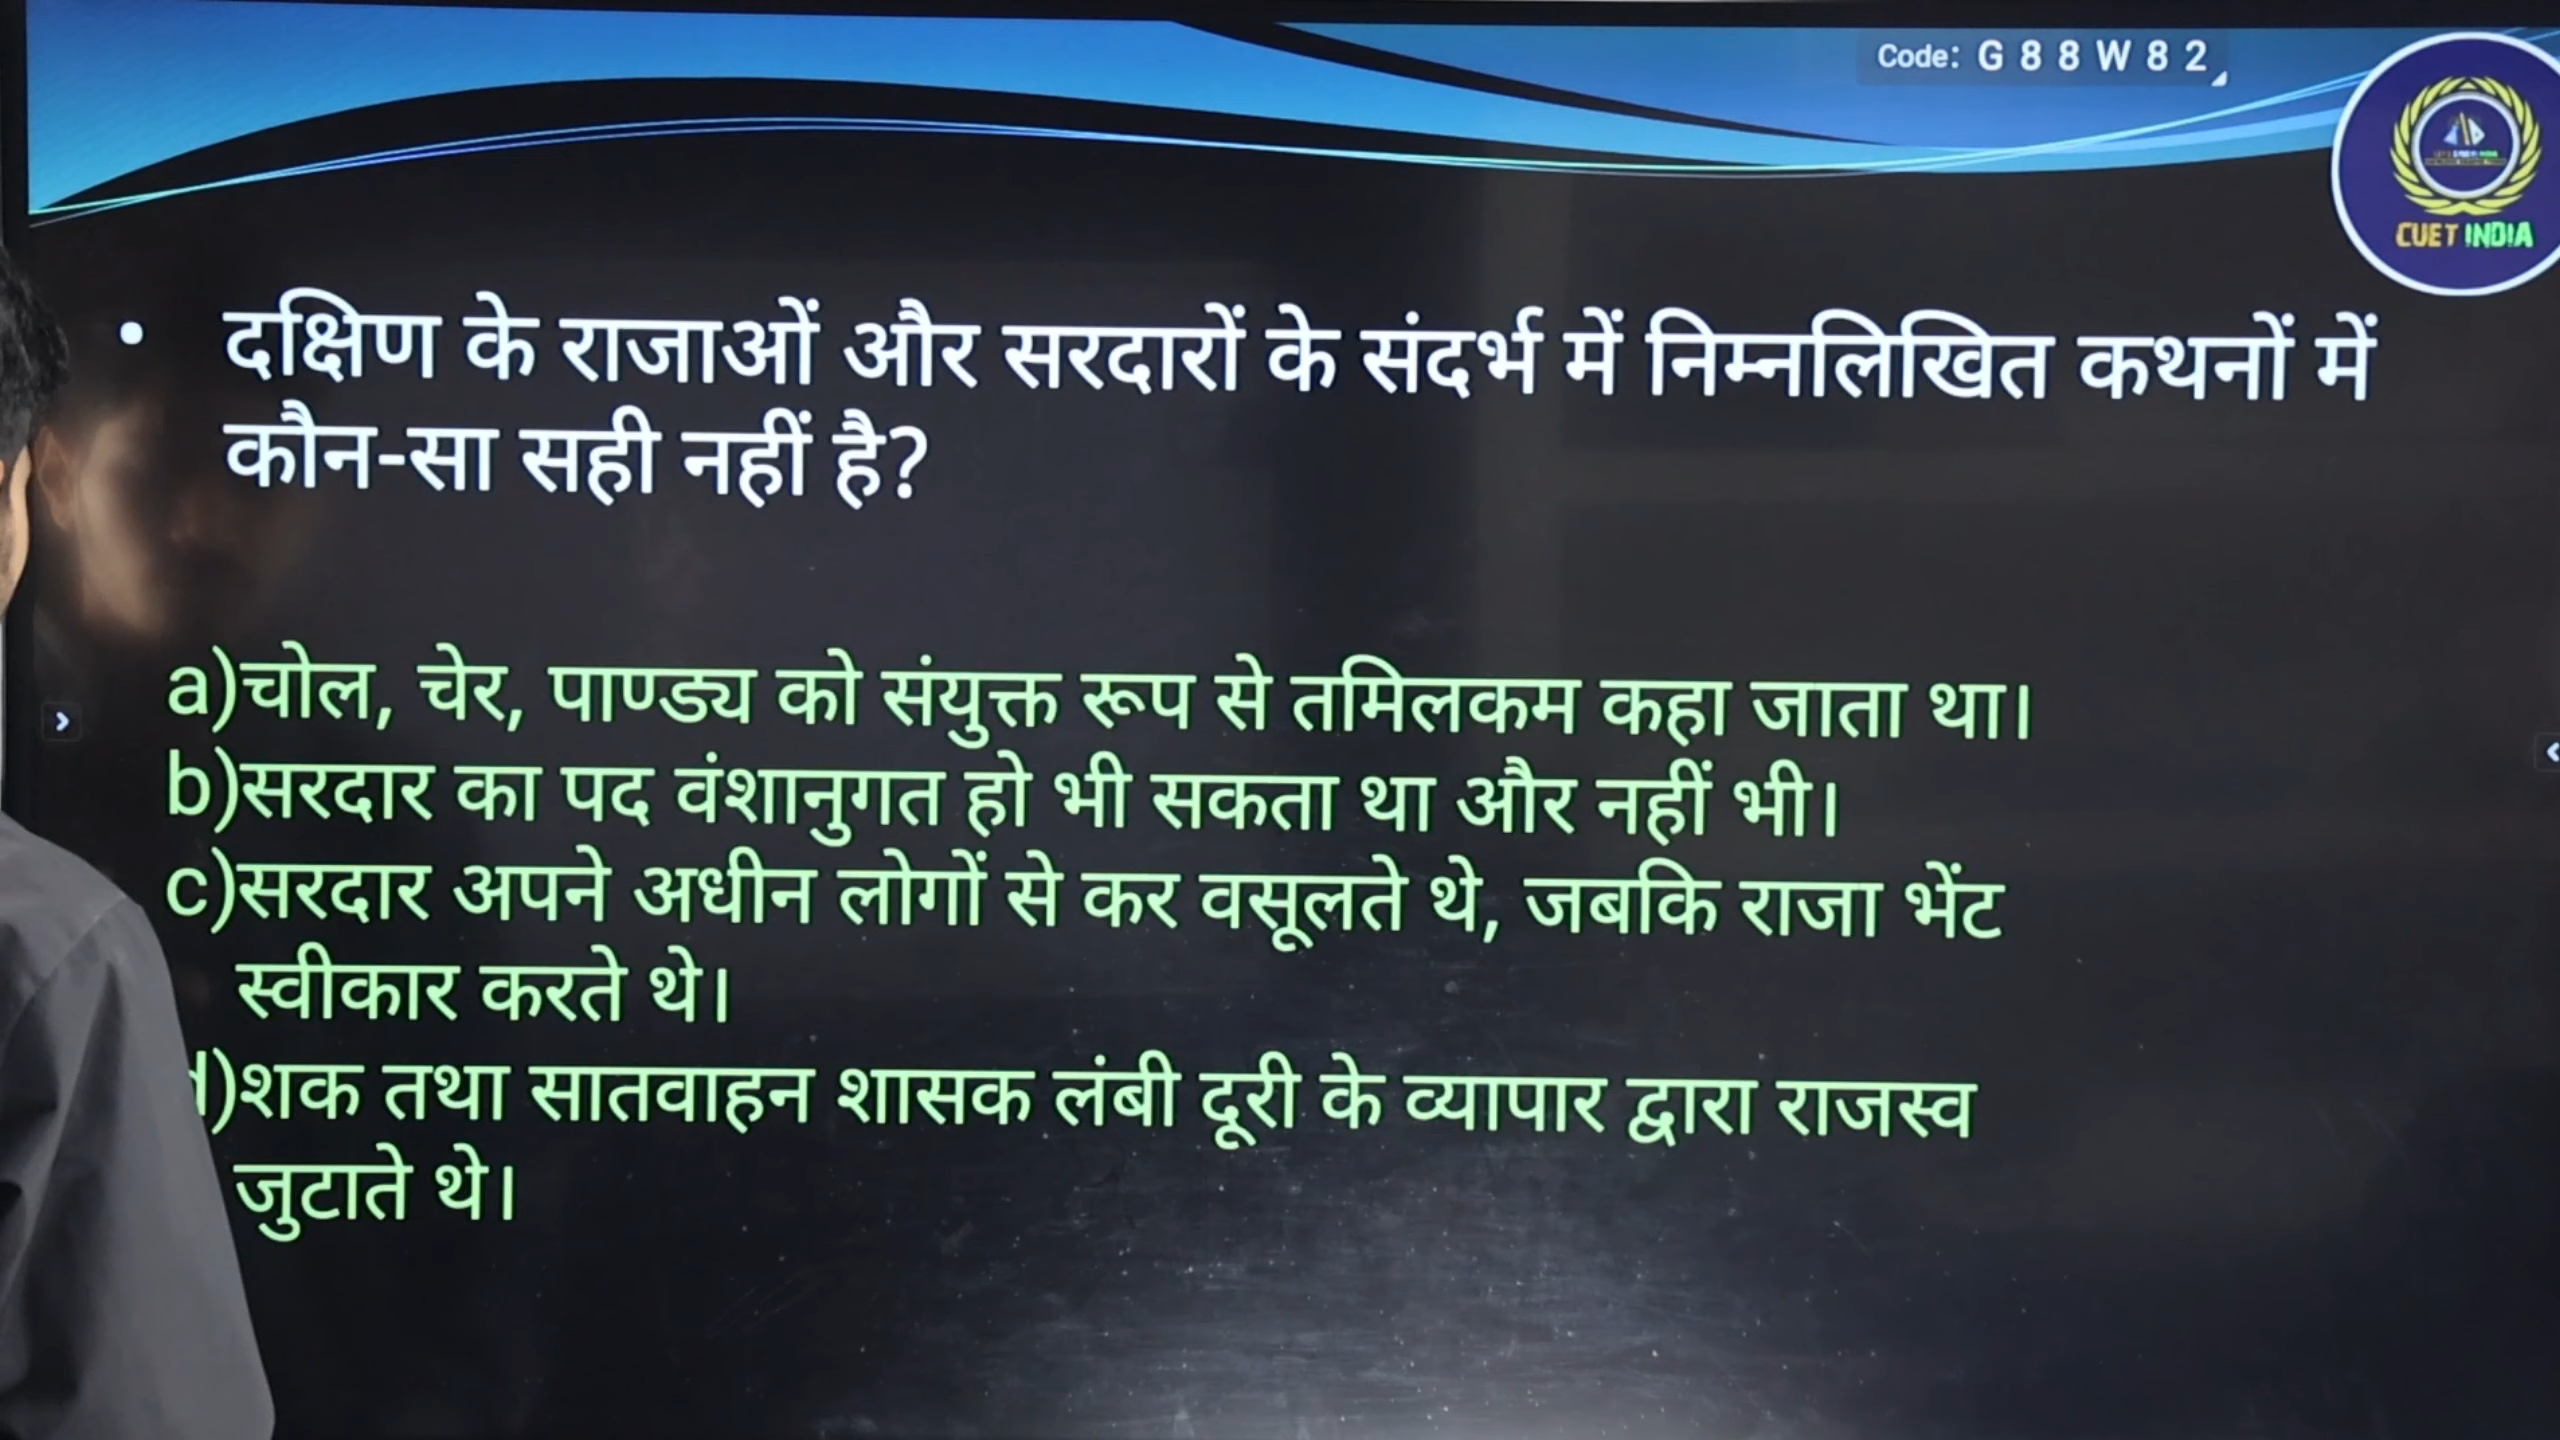 Code: G 8 8 W 8 2
CUET INDIA
• दक्षिण के राजाओं और सरदारों के संदर्भ में निम्नलिखित कथनों में
कौन-सा सही नहीं है?
a)चोल, चेर, पाण्ड्य को संयुक्त रूप से तमिलकम कहा जाता था।
b)सरदार का पद वंशानुगत हो भी सकता था और नहीं भी।
c)सरदार अपने अधीन लोगों से कर वसूलते थे, जबकि राजा भेंट
स्वीकार करते थे।
d)शक तथा सातवाहन शासक लंबी दूरी के व्यापार द्वारा राजस्व
जुटाते थे।